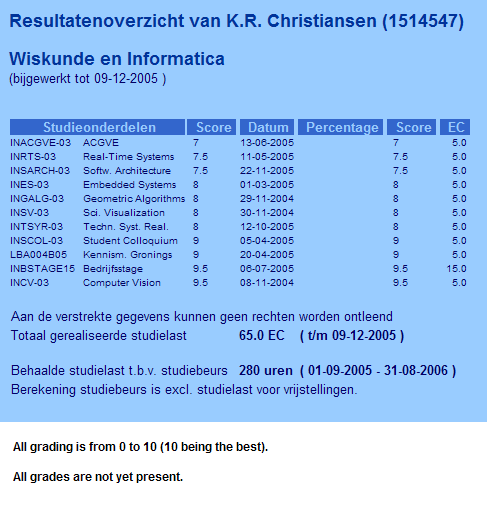 Resultatenoverzicht van K.R. Christiansen (1514547)
Wiskunde en Informatica
(bijgewerkt tot 09-12-2005 )
Studieonderdelen Score Datum Percentage Score EC
INACGVE-03 ACGVE 7 13-06-2005 7 5.0
INRTS-03 Real-Time Systems 7.5 11-05-2005 7.5 5.0
INSARCH-03 Softw. Architecture 7.5 22-11-2005 7.5 5.0
INES-03 Embedded Systems 8 01-03-2005 8 5.0
INGALG-03 Geometric Algorithms 8 29-11-2004 8 5.0
INSV-03 Sci. Visualization 8 30-11-2004 8 5.0
INTSYR-03 Techn. Syst. Real. 8 12-10-2005 8 5.0
INSCOL-03 Student Colloquium 9 05-04-2005 9 5.0
LBA004B05 Kennism. Gronings 9 20-04-2005 9 5.0
INBSTAGE15 Bedrijfsstage 9.5 06-07-2005 9.5 15.0
INCV-03 Computer Vision 9.5 08-11-2004 9.5 5.0
Aan de verstrekte gegevens kunnen geen rechten worden ontleend
Totaal gerealiseerde studielast 65.0 EC ( t/m 09-12-2005 )
Behaalde studielast t.b.v. studiebeurs 280 uren ( 01-09-2005 - 31-08-2006 )
Berekening studiebeurs is excl. studielast voor vrijstellingen.
All grading is from 0 to 10 (10 being the best).
All grades are not yet present.